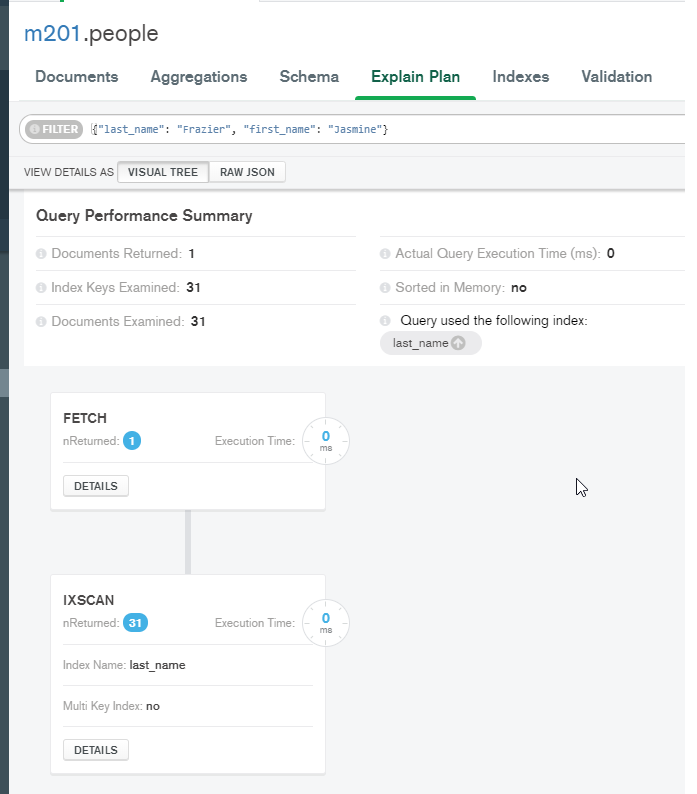 m201.people
Documents Aggregations Schema Explain Plan Indexes Validation
FILTER {"last_name": "Frazier", "first_name": "Jasmine"}
VIEW DETAILS AS VISUAL TREE RAW JSON
Query Performance Summary
Documents Returned: 1
Index Keys Examined: 31
Documents Examined: 31
Actual Query Execution Time (ms): 0
Sorted in Memory: no
Query used the following index:
last_name
FETCH
nReturned: 1 Execution Time: 0 ms
DETAILS
IXSCAN
nReturned: 31 Execution Time: 0 ms
Index Name: last_name
Multi Key Index: no
DETAILS